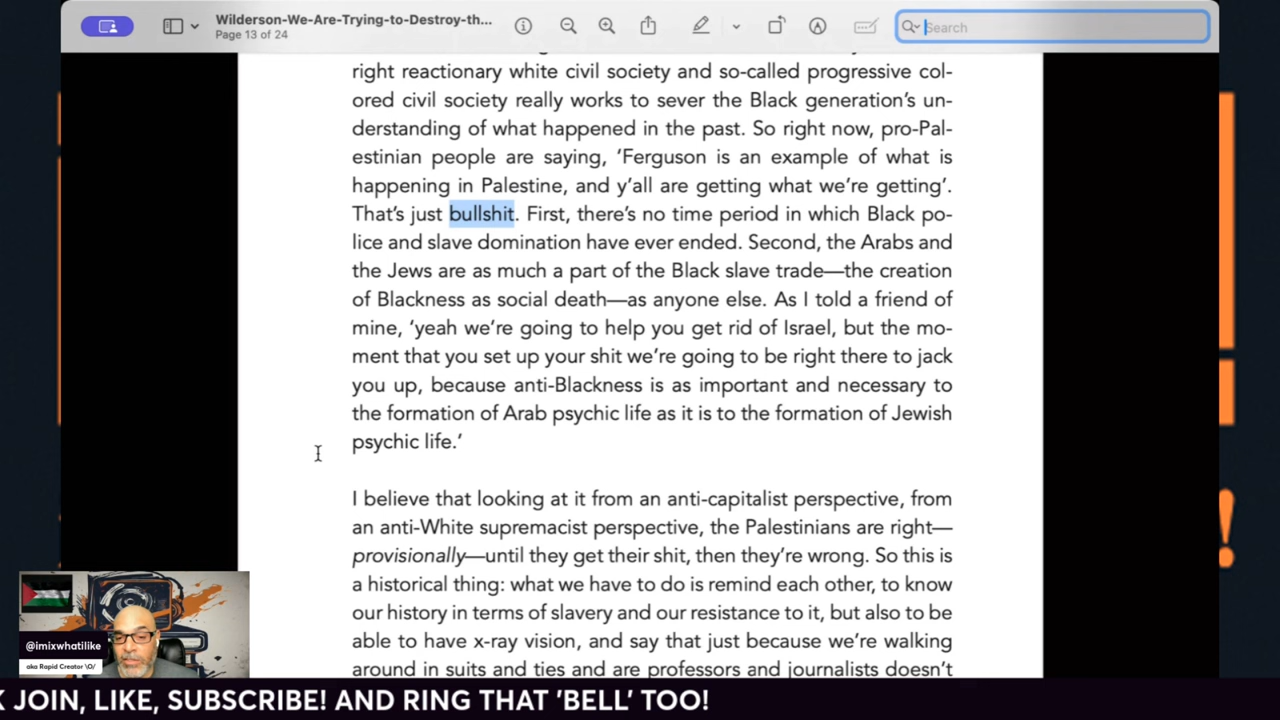 Wilderson-We-Are-Trying-to-Destroy-th...
Page 13 of 24
Search
right reactionary white civil society and so-called progressive col-
ored civil society really works to sever the Black generation's un-
derstanding of what happened in the past. So right now, pro-Pal-
estinian people are saying, 'Ferguson is an example of what is
happening in Palestine, and y'all are getting what we're getting'.
That's just bullshit. First, there's no time period in which Black po-
lice and slave domination have ever ended. Second, the Arabs and
the Jews are as much a part of the Black slave trade—the creation
of Blackness as social death—as anyone else. As I told a friend of
mine, 'yeah we're going to help you get rid of Israel, but the mo-
ment that you set up your shit we're going to be right there to jack
you up, because anti-Blackness is as important and necessary to
the formation of Arab psychic life as it is to the formation of Jewish
psychic life.'
I believe that looking at it from an anti-capitalist perspective, from
an anti-White supremacist perspective, the Palestinians are right—
provisionally—until they get their shit, then they're wrong. So this is
a historical thing: what we have to do is remind each other, to know
our history in terms of slavery and our resistance to it, but also to be
able to have x-ray vision, and say that just because we're walking
around in suits and ties and are professors and journalists doesn't
@imixwhatilike
aka Rapid Creator \O/
JOIN, LIKE, SUBSCRIBE! AND RING THAT 'BELL' TOO!